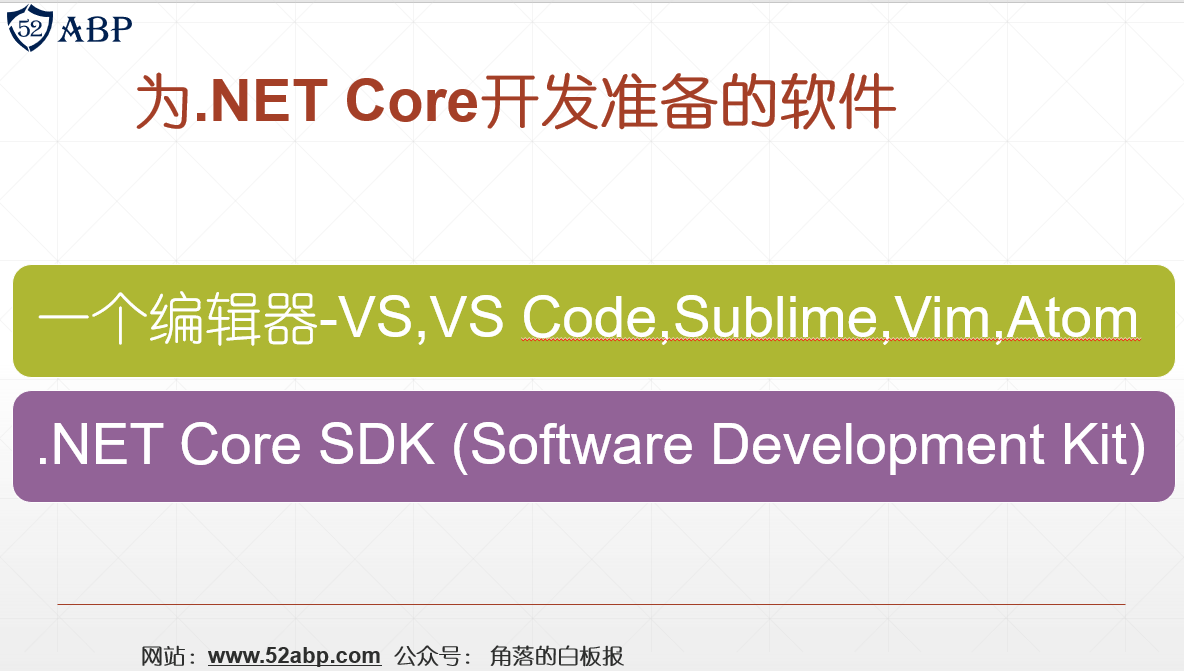 52 ABP
为.NET Core开发准备的软件
一个编辑器-VS,VS Code,Sublime,Vim,Atom
.NET Core SDK (Software Development Kit)
网站：www.52abp.com 公众号： 角落的白板报